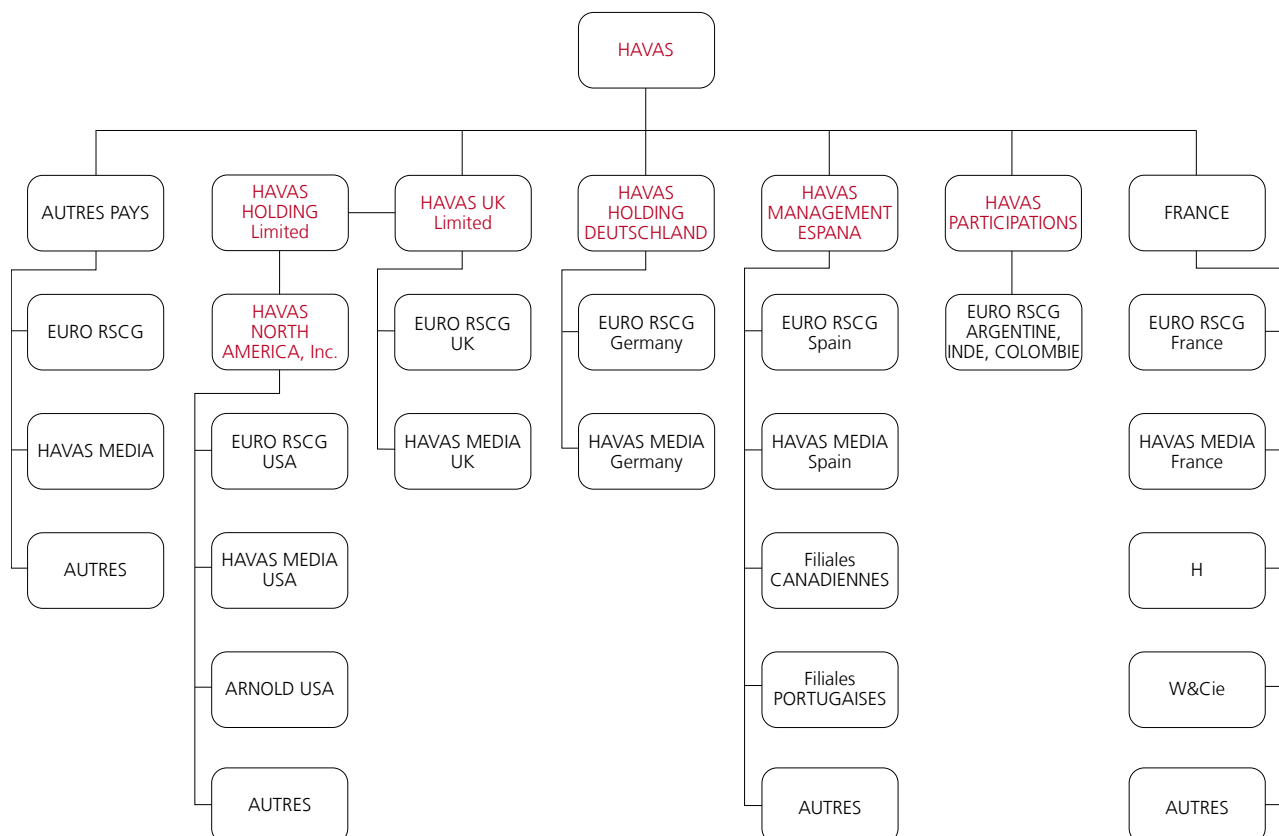 HAVAS
AUTRES PAYS
HAVAS
HOLDING
Limited
HAVAS UK
Limited
HAVAS
HOLDING
DEUTSCHLAND
HAVAS
MANAGEMENT
ESPANA
HAVAS
PARTICIPATIONS
FRANCE
EURO RSCG
HAVAS
NORTH
AMERICA, Inc.
EURO RSCG
UK
EURO RSCG
Germany
EURO RSCG
Spain
EURO RSCG
ARGENTINE,
INDE, COLOMBIE
EURO RSCG
France
HAVAS MEDIA
EURO RSCG
USA
HAVAS MEDIA
UK
HAVAS MEDIA
Germany
HAVAS MEDIA
Spain
HAVAS MEDIA
France
AUTRES
HAVAS MEDIA
USA
Filiales
CANADIENNES
H
ARNOLD USA
Filiales
PORTUGAISES
W&Cie
AUTRES
AUTRES
AUTRES